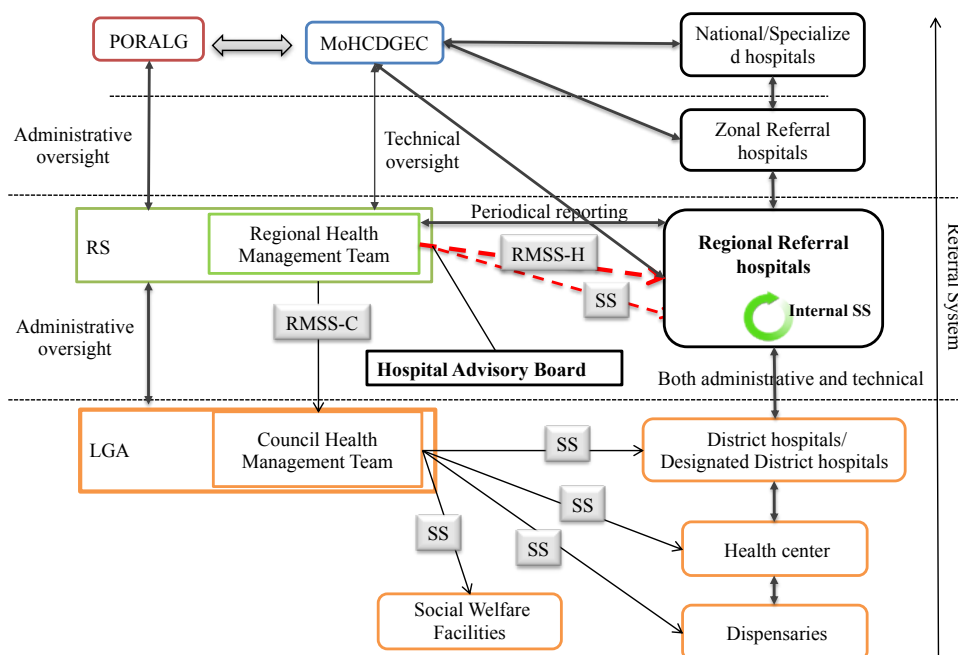 PORALG
MoHCDGEC
National/Specialize
d hospitals
Administrative
oversight
Technical
oversight
Zonal Referral
hospitals
RS
Regional Health
Management Team
Periodical reporting
RMSS-H
SS
Regional Referral
hospitals
Internal SS
Referral System
Administrative
oversight
RMSS-C
Hospital Advisory Board
Both administrative and technical
LGA
Council Health
Management Team
SS
District hospitals/
Designated District hospitals
SS
SS
SS
Health center
Social Welfare
Facilities
Dispensaries